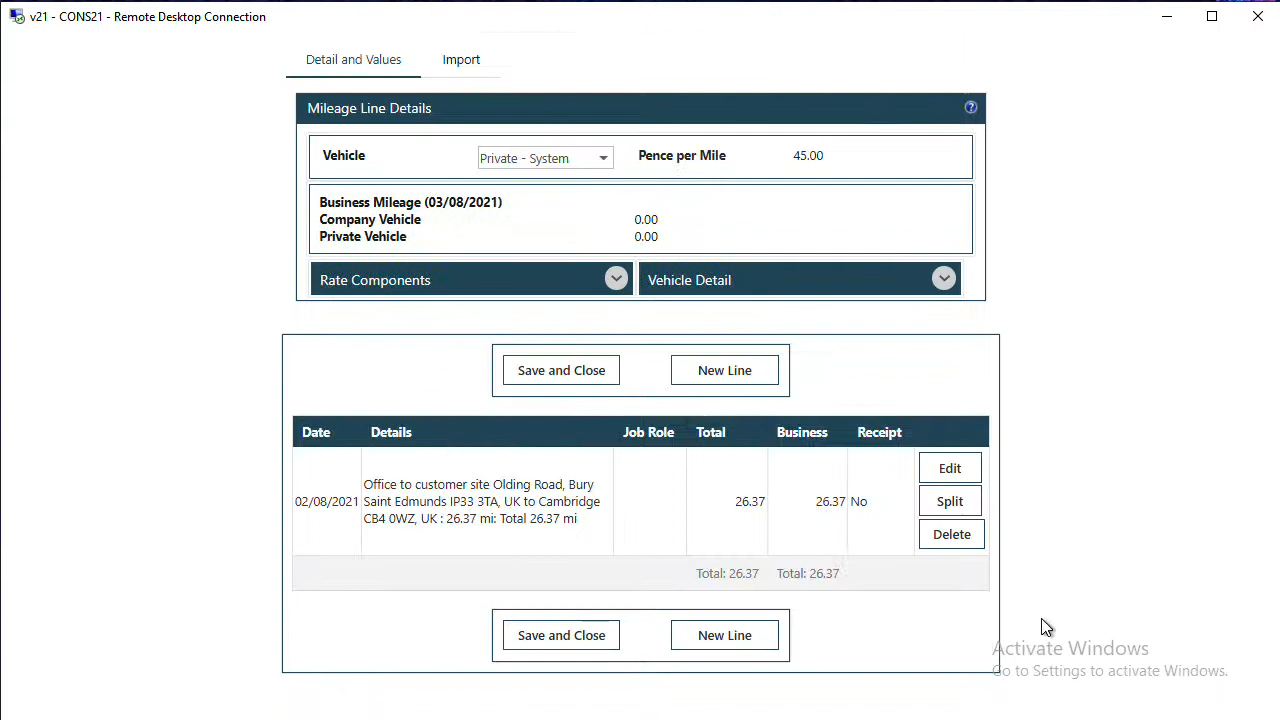 v21 - CONS21 - Remote Desktop Connection
Detail and Values Import
Mileage Line Details ?
Vehicle Private - System Pence per Mile 45.00
Business Mileage (03/08/2021)
Company Vehicle 0.00
Private Vehicle 0.00
Rate Components Vehicle Detail
Save and Close New Line
Date Details Job Role Total Business Receipt
Edit
Office to customer site Olding Road, Bury
02/08/2021 Saint Edmunds IP33 3TA, UK to Cambridge 26.37 26.37 No Split
CB4 0WZ, UK : 26.37 mi: Total 26.37 mi
Delete
Total: 26.37 Total: 26.37
Save and Close New Line
Activate Windows
Go to Settings to activate Windows.